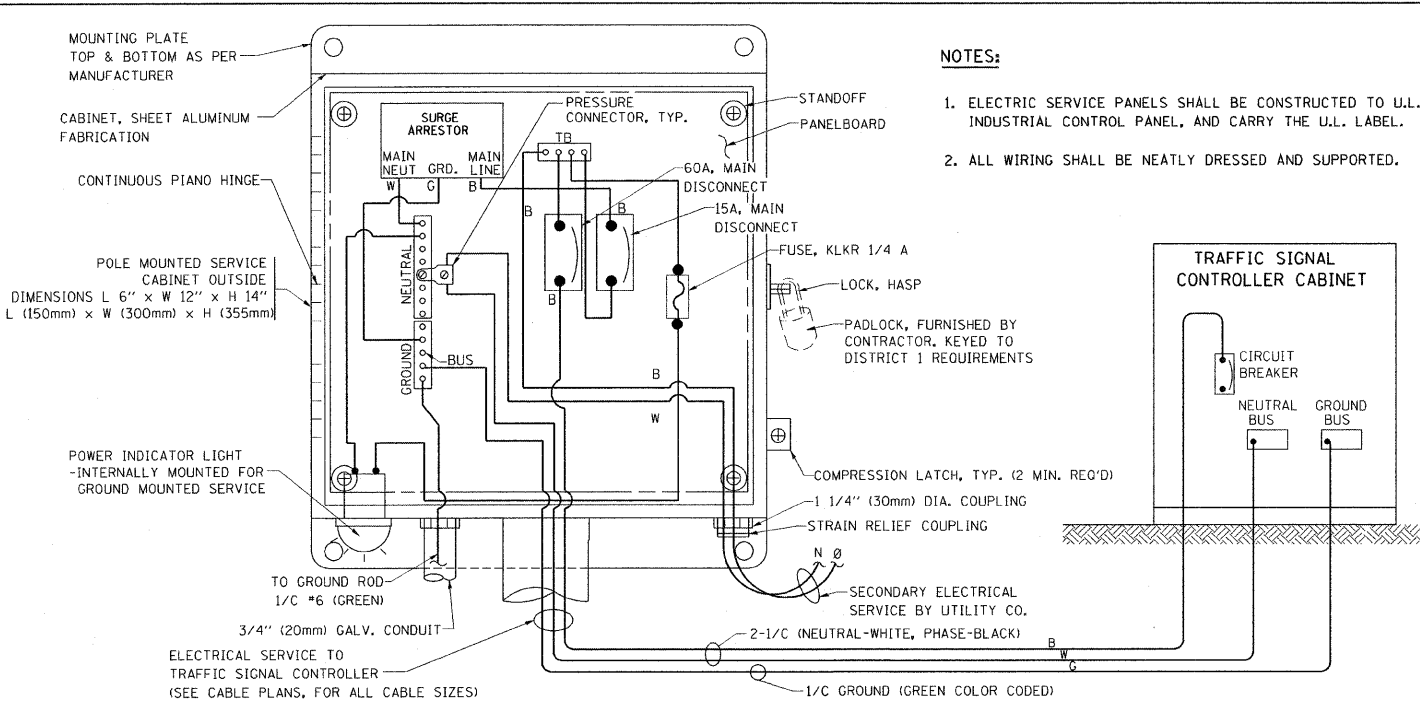 MOUNTING PLATE
TOP & BOTTOM AS PER
MANUFACTURER
CABINET, SHEET ALUMINUM
FABRICATION
CONTINUOUS PIANO HINGE
POLE MOUNTED SERVICE
CABINET OUTSIDE
DIMENSIONS L 6" x W 12" x H 14"
L (150mm) x W (300mm) x H (355mm)
POWER INDICATOR LIGHT
-INTERNALLY MOUNTED FOR
GROUND MOUNTED SERVICE
SURGE
ARRESTOR
MAIN
NEUT
GRD.
MAIN
LINE
W
G
B
PRESSURE
CONNECTOR, TYP.
TB
NEUTRAL
GROUND
BUS
B
B
B
B
W
STANDOFF
PANELBOARD
60A, MAIN
DISCONNECT
15A, MAIN
DISCONNECT
FUSE, KLKR 1/4 A
LOCK, HASP
PADLOCK, FURNISHED BY
CONTRACTOR. KEYED TO
DISTRICT 1 REQUIREMENTS
COMPRESSION LATCH, TYP. (2 MIN. REQ'D)
1 1/4" (30mm) DIA. COUPLING
STRAIN RELIEF COUPLING
N Ø
SECONDARY ELECTRICAL
SERVICE BY UTILITY CO.
TO GROUND ROD
1/C #6 (GREEN)
3/4" (20mm) GALV. CONDUIT
ELECTRICAL SERVICE TO
TRAFFIC SIGNAL CONTROLLER
(SEE CABLE PLANS, FOR ALL CABLE SIZES)
2-1/C (NEUTRAL-WHITE, PHASE-BLACK)
B
W
G
1/C GROUND (GREEN COLOR CODED)
NOTES:
1. ELECTRIC SERVICE PANELS SHALL BE CONSTRUCTED TO U.L.
INDUSTRIAL CONTROL PANEL, AND CARRY THE U.L. LABEL.
2. ALL WIRING SHALL BE NEATLY DRESSED AND SUPPORTED.
TRAFFIC SIGNAL
CONTROLLER CABINET
CIRCUIT
BREAKER
NEUTRAL
BUS
GROUND
BUS